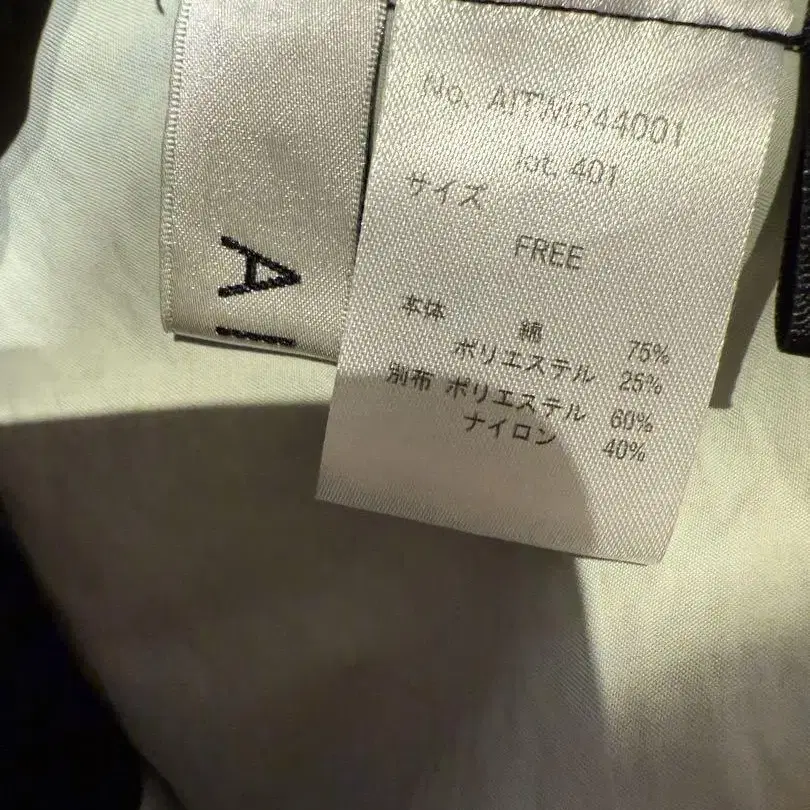 No. AITWI244001
lot. 401
サイズ
FREE
本体 綿 75%
ポリエステル 25%
別布 ポリエステル 60%
ナイロン 40%
A